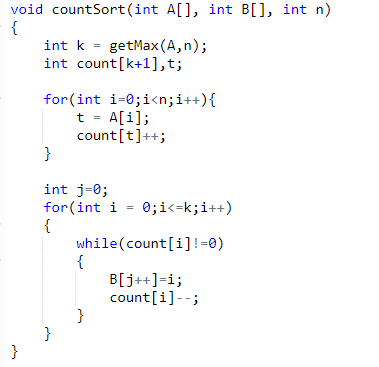 void countSort(int A[], int B[], int n)
{
    int k = getMax(A,n);
    int count[k+1],t;

    for(int i=0;i<n;i++){
        t = A[i];
        count[t]++;
    }

    int j=0;
    for(int i = 0;i<=k;i++)
    {
        while(count[i]!=0)
        {
            B[j++]=i;
            count[i]--;
        }
    }
}